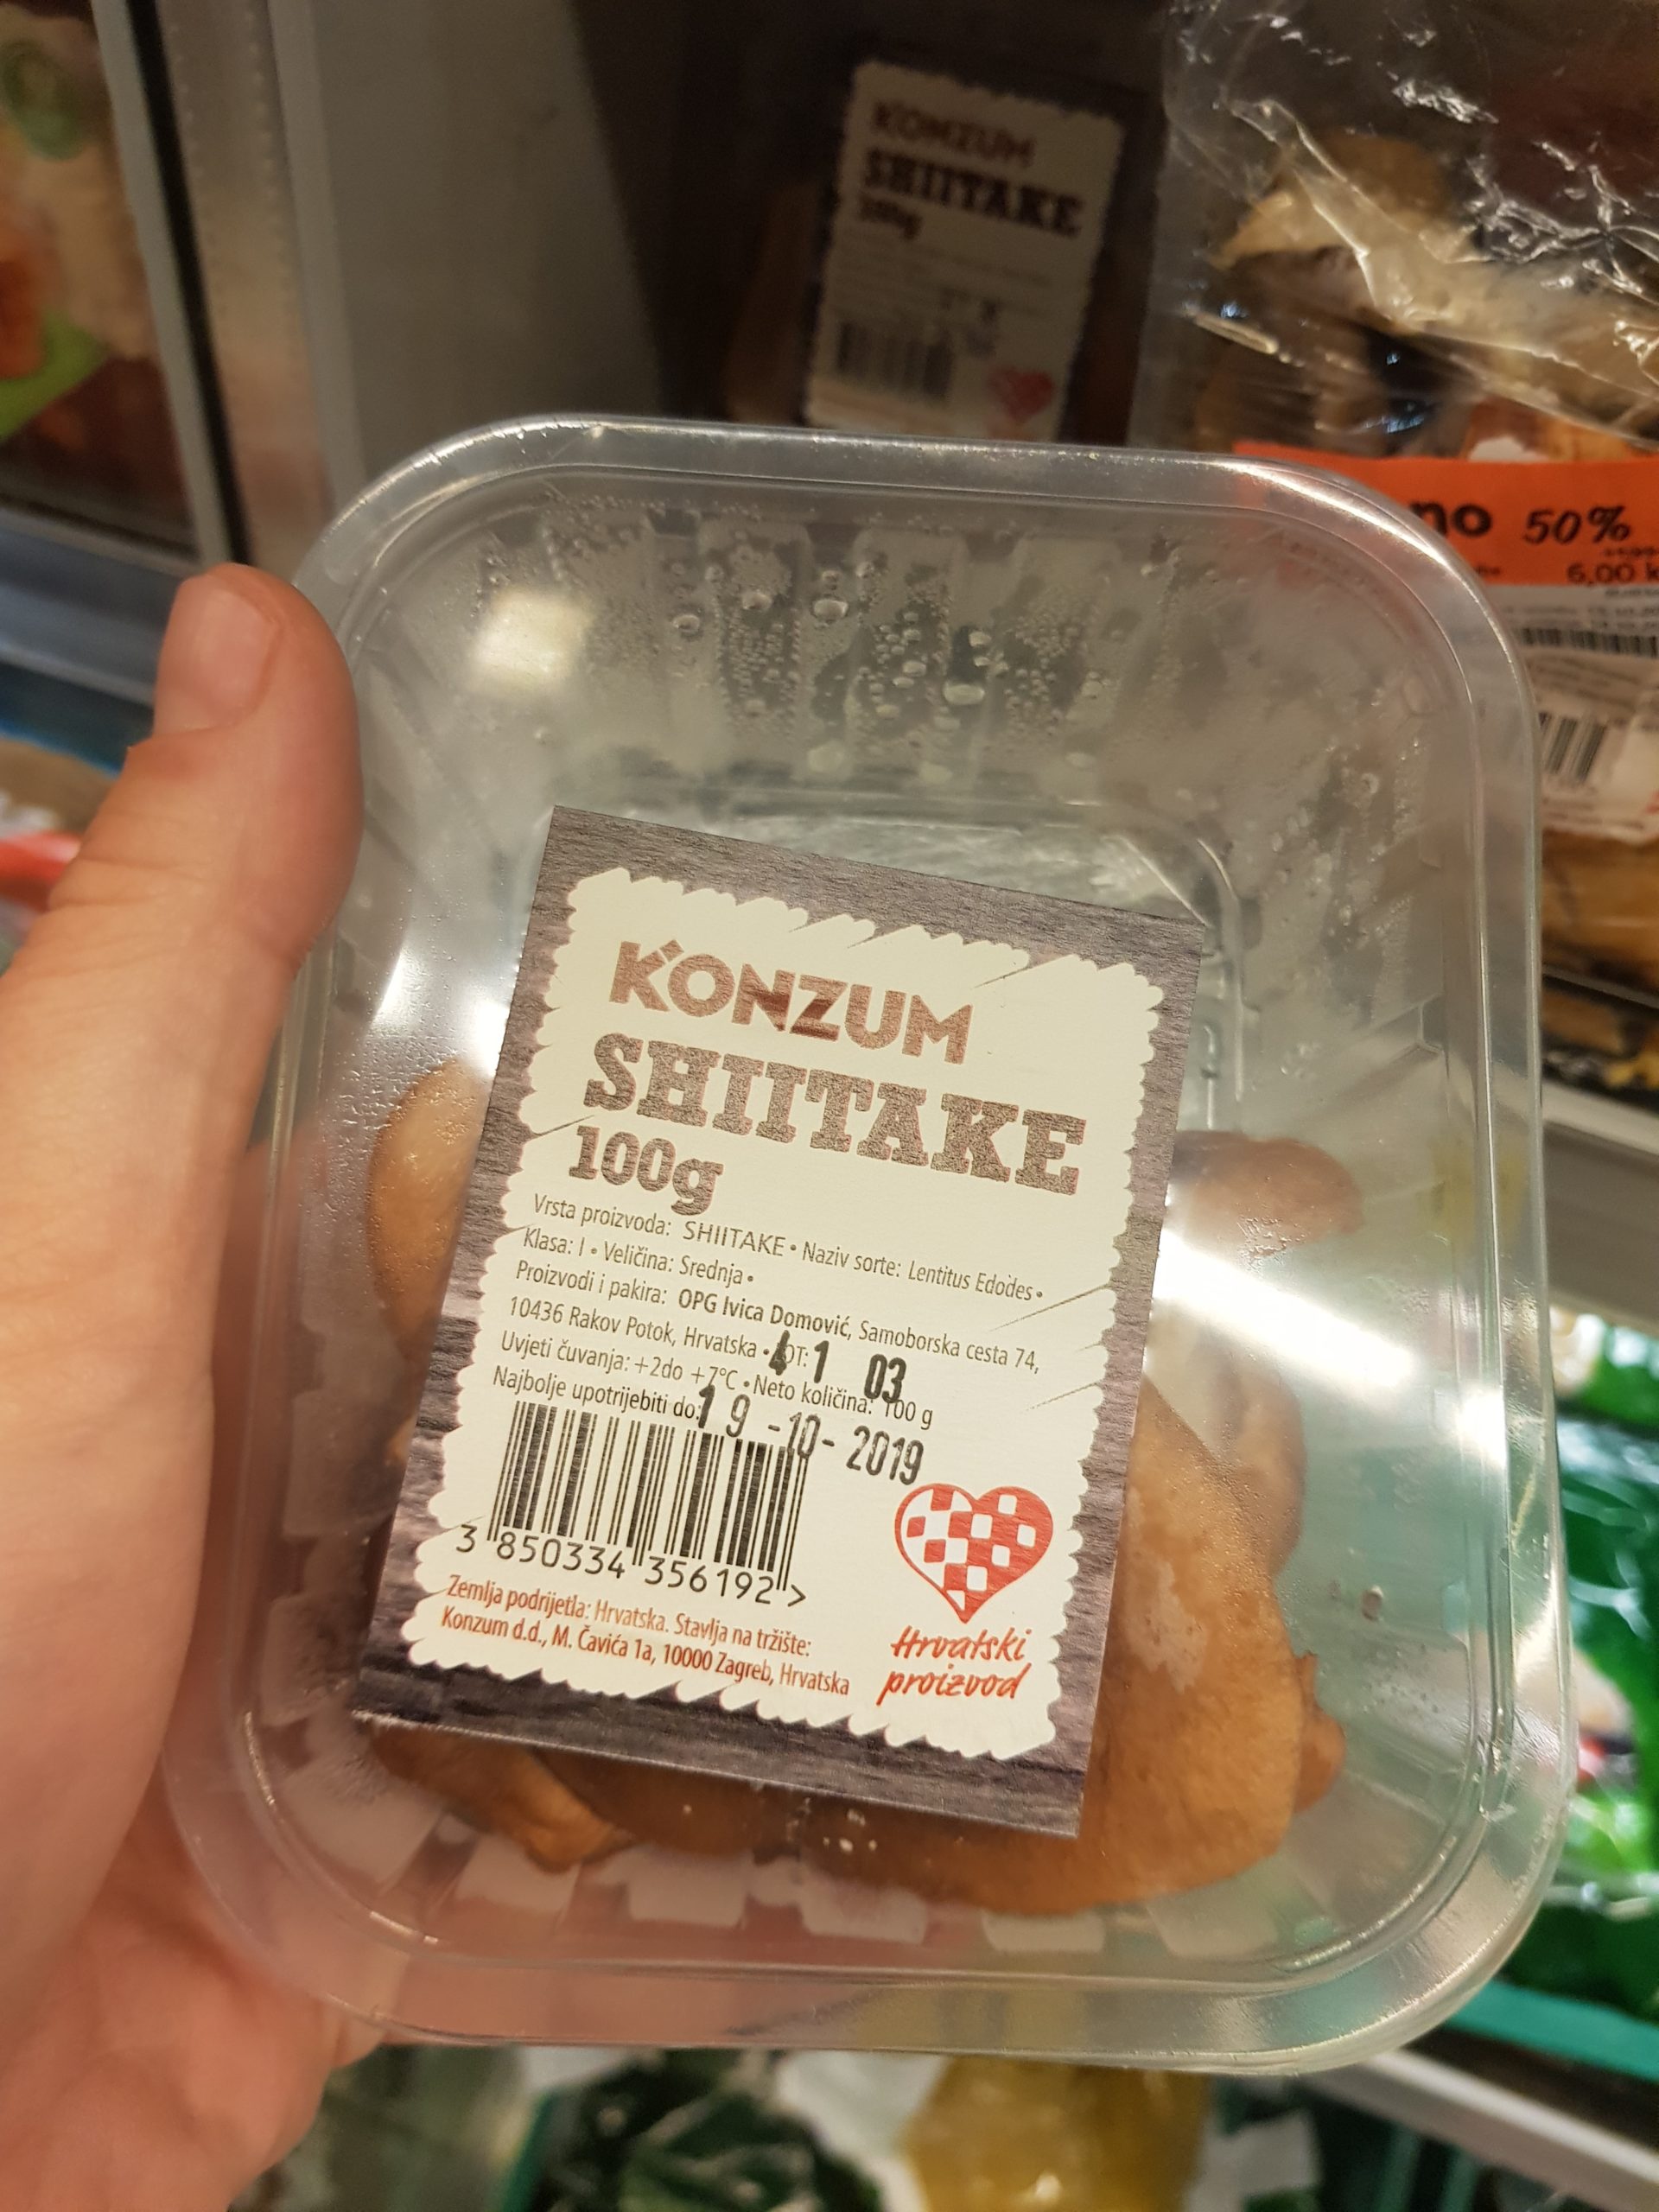 KONZUM
SHIITAKE
100g
no 50%
6,00 k
KONZUM
SHIITAKE
100g
Vrsta proizvoda: SHIITAKE • Naziv sorte: Lentitus Edodes •
Klasa: I • Veličina: Srednja •
Proizvodi i pakira: OPG Ivica Domović, Samoborska cesta 74,
10436 Rakov Potok, Hrvatska • LOT: 41 03
Uvjeti čuvanja: +2do +7°C • Neto količina: 100 g
Najbolje upotrijebiti do: 19-10-2019
3 850334 356192 >
Hrvatski
proizvod
Zemlja podrijetla: Hrvatska. Stavlja na tržište:
Konzum d.d., M. Čavića 1a, 10000 Zagreb, Hrvatska